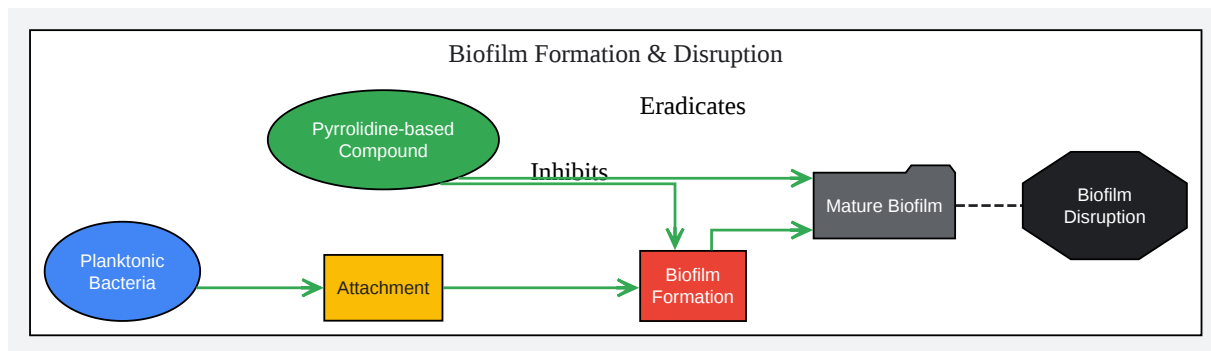 Biofilm Formation & Disruption
Eradicates
Pyrrolidine-based
Compound
Inhibits
Mature Biofilm
Biofilm
Disruption
Planktonic
Bacteria
Attachment
Biofilm
Formation